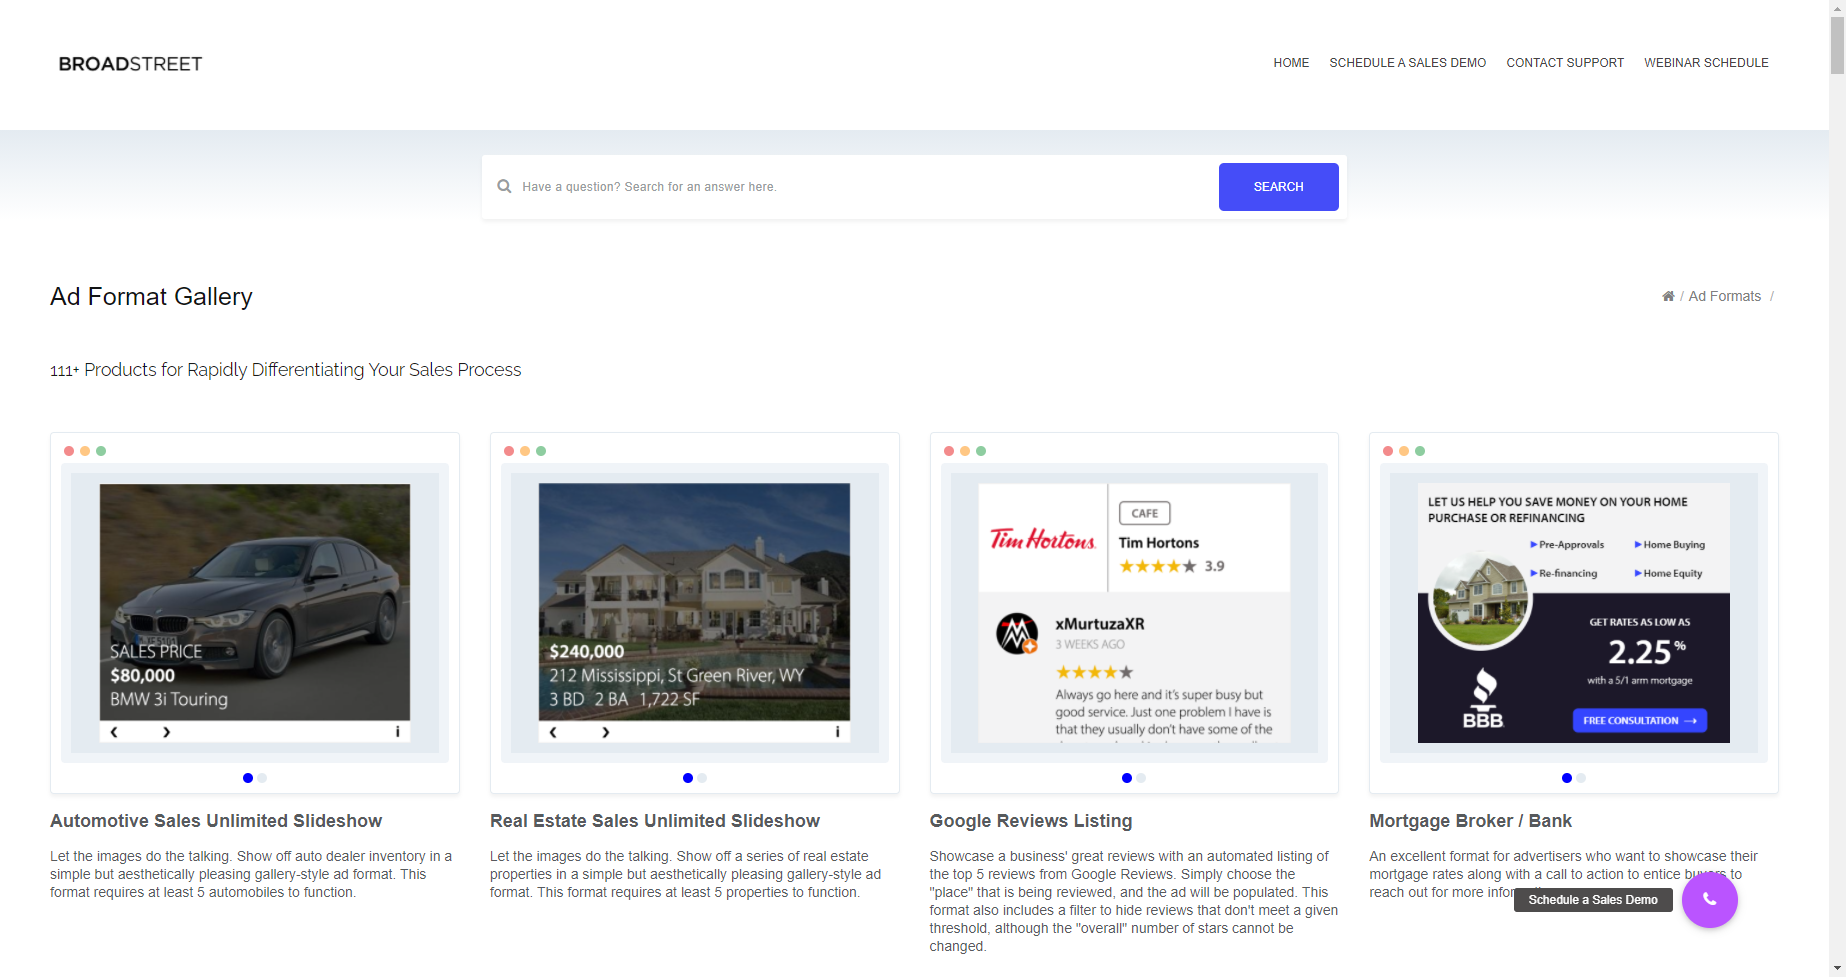 BROADSTREET
HOME SCHEDULE A SALES DEMO CONTACT SUPPORT WEBINAR SCHEDULE
Have a question? Search for an answer here.
SEARCH
Ad Format Gallery
/ Ad Formats /
111+ Products for Rapidly Differentiating Your Sales Process
SALES PRICE
$80,000
BMW 3i Touring
i
Automotive Sales Unlimited Slideshow
Let the images do the talking. Show off auto dealer inventory in a
simple but aesthetically pleasing gallery-style ad format. This
format requires at least 5 automobiles to function.
$240,000
212 Mississippi, St Green River, WY
3 BD 2 BA 1,722 SF
i
Real Estate Sales Unlimited Slideshow
Let the images do the talking. Show off a series of real estate
properties in a simple but aesthetically pleasing gallery-style ad
format. This format requires at least 5 properties to function.
Tim Hortons
CAFE
Tim Hortons
3.9
xMurtuzaXR
3 WEEKS AGO
Always go here and it's super busy but
good service. Just one problem I have is
that they usually don't have some of the
Google Reviews Listing
Showcase a business' great reviews with an automated listing of
the top 5 reviews from Google Reviews. Simply choose the
"place" that is being reviewed, and the ad will be populated. This
format also includes a filter to hide reviews that don't meet a given
threshold, although the "overall" number of stars cannot be
changed.
LET US HELP YOU SAVE MONEY ON YOUR HOME
PURCHASE OR REFINANCING
Pre-Approvals Home Buying
Re-financing Home Equity
GET RATES AS LOW AS
2.25%
with a 5/1 arm mortgage
BBB
FREE CONSULTATION →
Mortgage Broker / Bank
An excellent format for advertisers who want to showcase their
mortgage rates along with a call to action to entice buyers to
reach out for more
Schedule a Sales Demo